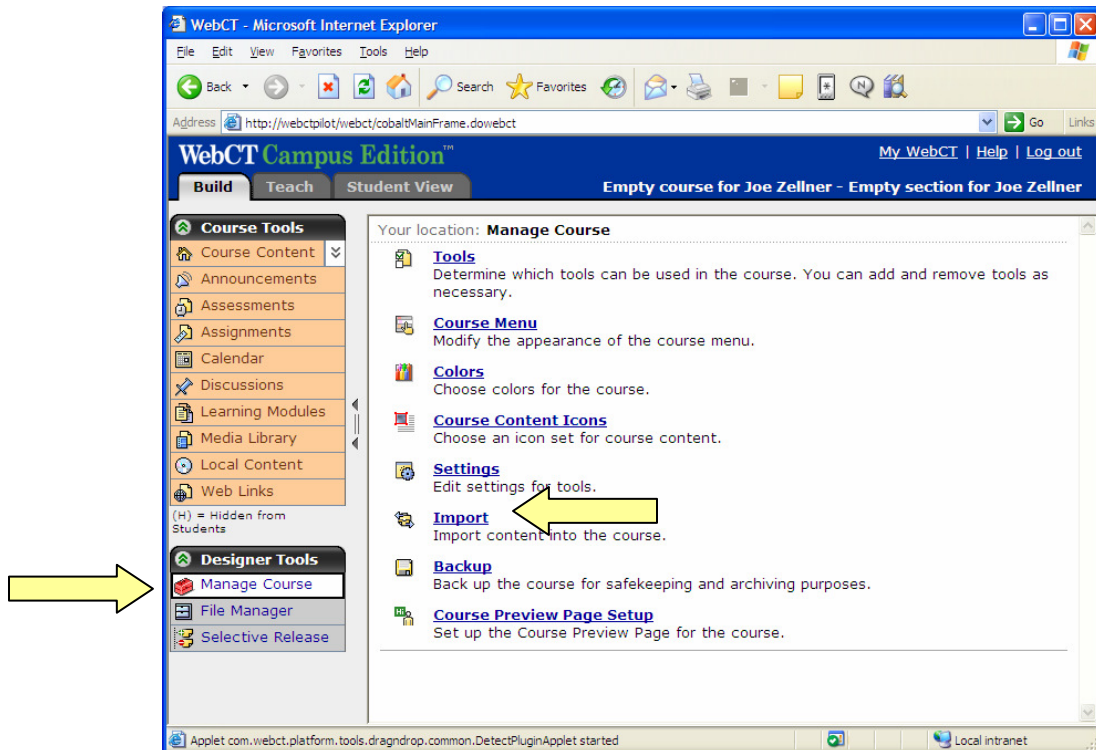 WebCT - Microsoft Internet Explorer
File Edit View Favorites Tools Help
Back Search Favorites
Address http://webctpilot/webct/cobaltMainFrame.dowebct Go Links
WebCT Campus Edition™ My WebCT | Help | Log out
Build Teach Student View Empty course for Joe Zellner - Empty section for Joe Zellner
Course Tools
Course Content
Announcements
Assessments
Assignments
Calendar
Discussions
Learning Modules
Media Library
Local Content
Web Links
(H) = Hidden from
Students
Designer Tools
Manage Course
File Manager
Selective Release
Your location: Manage Course
Tools
Determine which tools can be used in the course. You can add and remove tools as
necessary.
Course Menu
Modify the appearance of the course menu.
Colors
Choose colors for the course.
Course Content Icons
Choose an icon set for course content.
Settings
Edit settings for tools.
Import
Import content into the course.
Backup
Back up the course for safekeeping and archiving purposes.
Course Preview Page Setup
Set up the Course Preview Page for the course.
Applet com.webct.platform.tools.dragndrop.common.DetectPluginApplet started Local intranet